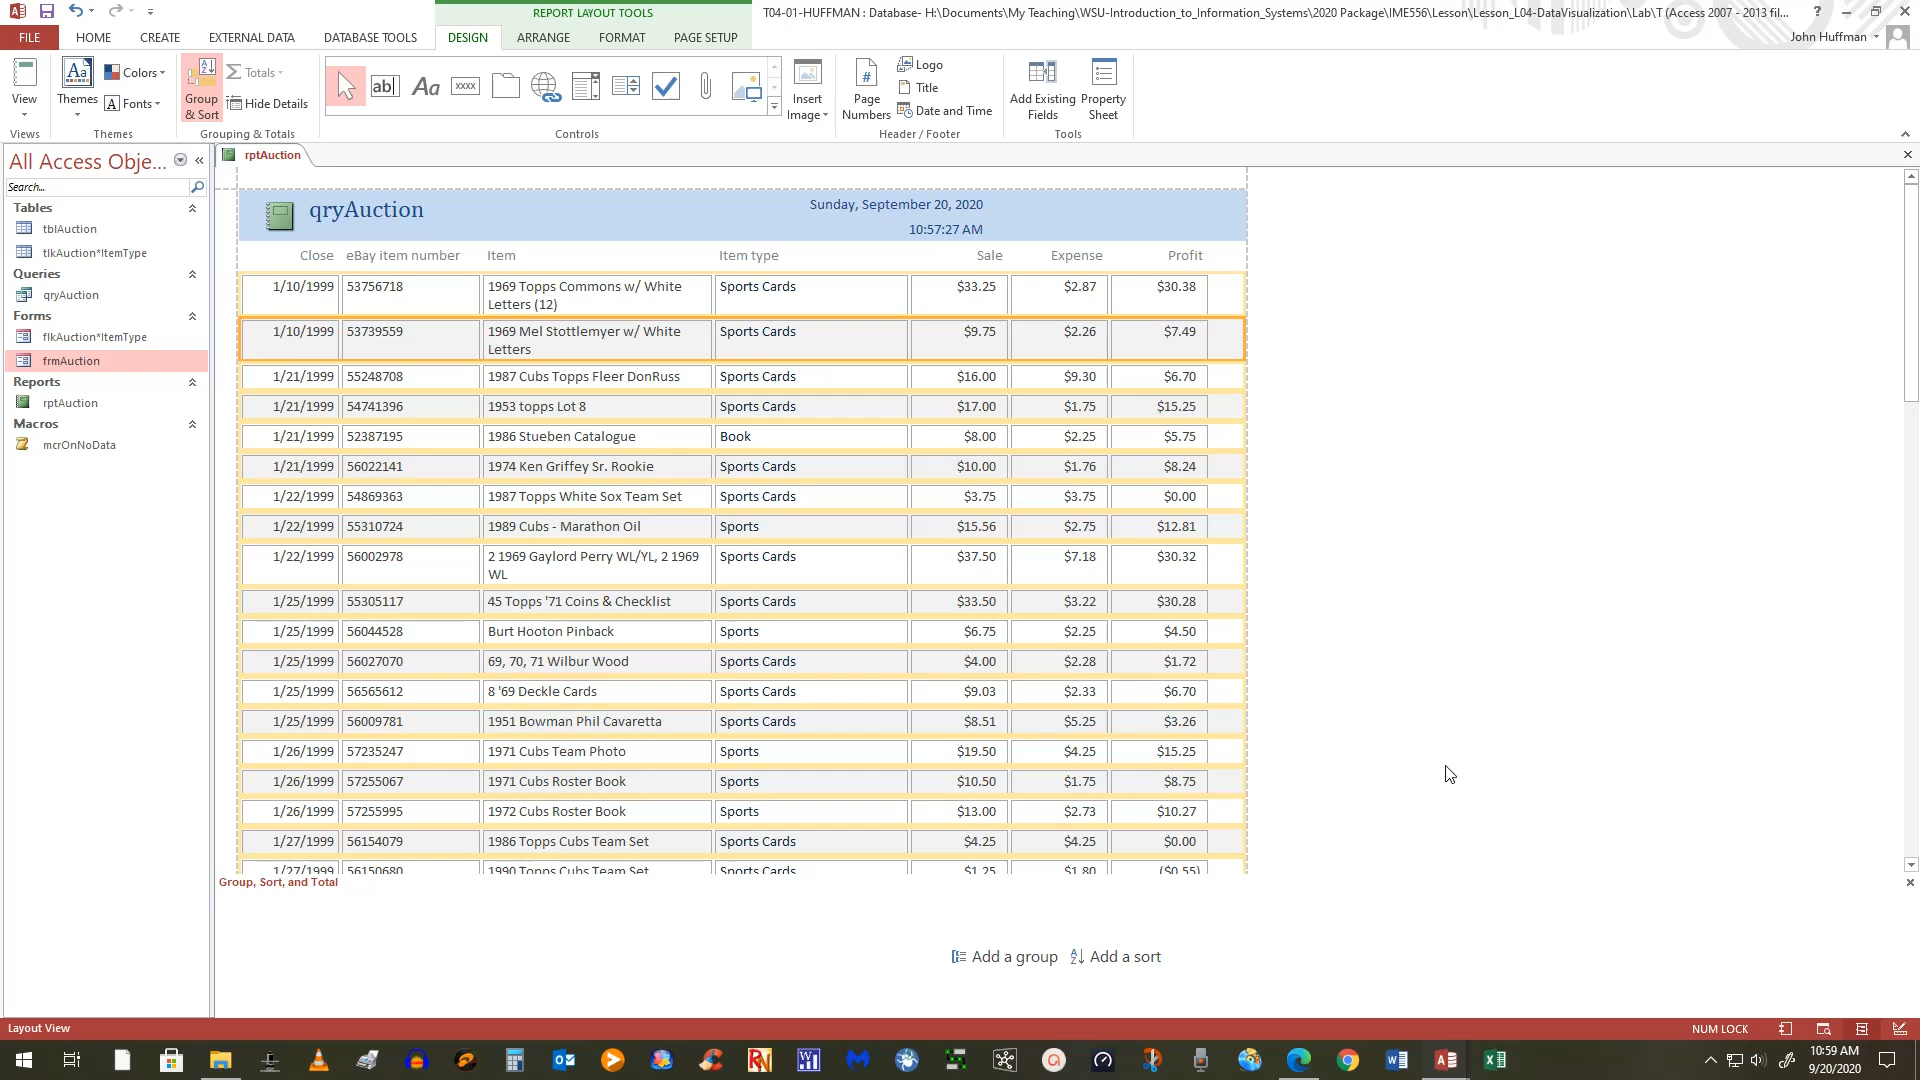 REPORT LAYOUT TOOLS
T04-01-HUFFMAN : Database- H:\Documents\My Teaching\WSU-Introduction_to_Information_Systems\2020 Package\IME556\Lesson\Lesson_L04-DataVisualization\Lab\T (Access 2007 - 2013 fil...
FILE HOME CREATE EXTERNAL DATA DATABASE TOOLS DESIGN ARRANGE FORMAT PAGE SETUP John Huffman
View
Themes
Colors
Fonts
Group & Sort
Totals
Hide Details
Insert Image
Page Numbers
Logo
Title
Date and Time
Add Existing Fields
Property Sheet
Views Themes Grouping & Totals Controls Header / Footer Tools
All Access Obje...
Search...
Tables
tblAuction
tlkAuction*ItemType
Queries
qryAuction
Forms
flkAuction*ItemType
frmAuction
Reports
rptAuction
Macros
mcrOnNoData
rptAuction
qryAuction
Sunday, September 20, 2020
10:57:27 AM
Close eBay item number Item Item type Sale Expense Profit
1/10/1999 53756718 1969 Topps Commons w/ White Letters (12) Sports Cards $33.25 $2.87 $30.38
1/10/1999 53739559 1969 Mel Stottlemyer w/ White Letters Sports Cards $9.75 $2.26 $7.49
1/21/1999 55248708 1987 Cubs Topps Fleer DonRuss Sports Cards $16.00 $9.30 $6.70
1/21/1999 54741396 1953 topps Lot 8 Sports Cards $17.00 $1.75 $15.25
1/21/1999 52387195 1986 Stueben Catalogue Book $8.00 $2.25 $5.75
1/21/1999 56022141 1974 Ken Griffey Sr. Rookie Sports Cards $10.00 $1.76 $8.24
1/22/1999 54869363 1987 Topps White Sox Team Set Sports Cards $3.75 $3.75 $0.00
1/22/1999 55310724 1989 Cubs - Marathon Oil Sports $15.56 $2.75 $12.81
1/22/1999 56002978 2 1969 Gaylord Perry WL/YL, 2 1969 WL Sports Cards $37.50 $7.18 $30.32
1/25/1999 55305117 45 Topps '71 Coins & Checklist Sports Cards $33.50 $3.22 $30.28
1/25/1999 56044528 Burt Hooton Pinback Sports $6.75 $2.25 $4.50
1/25/1999 56027070 69, 70, 71 Wilbur Wood Sports Cards $4.00 $2.28 $1.72
1/25/1999 56565612 8 '69 Deckle Cards Sports Cards $9.03 $2.33 $6.70
1/25/1999 56009781 1951 Bowman Phil Cavaretta Sports Cards $8.51 $5.25 $3.26
1/26/1999 57235247 1971 Cubs Team Photo Sports $19.50 $4.25 $15.25
1/26/1999 57255067 1971 Cubs Roster Book Sports $10.50 $1.75 $8.75
1/26/1999 57255995 1972 Cubs Roster Book Sports $13.00 $2.73 $10.27
1/27/1999 56154079 1986 Topps Cubs Team Set Sports Cards $4.25 $4.25 $0.00
1/27/1999 56150680 1990 Topps Cubs Team Set Sports Cards $1.25 $1.80 ($0.55)
Group, Sort, and Total
Add a group Add a sort
Layout View NUM LOCK
10:59 AM
9/20/2020